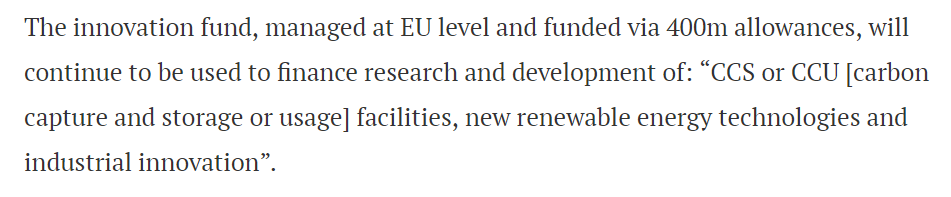 The innovation fund, managed at EU level and funded via 400m allowances, will
continue to be used to finance research and development of: “CCS or CCU [carbon
capture and storage or usage] facilities, new renewable energy technologies and
industrial innovation”.